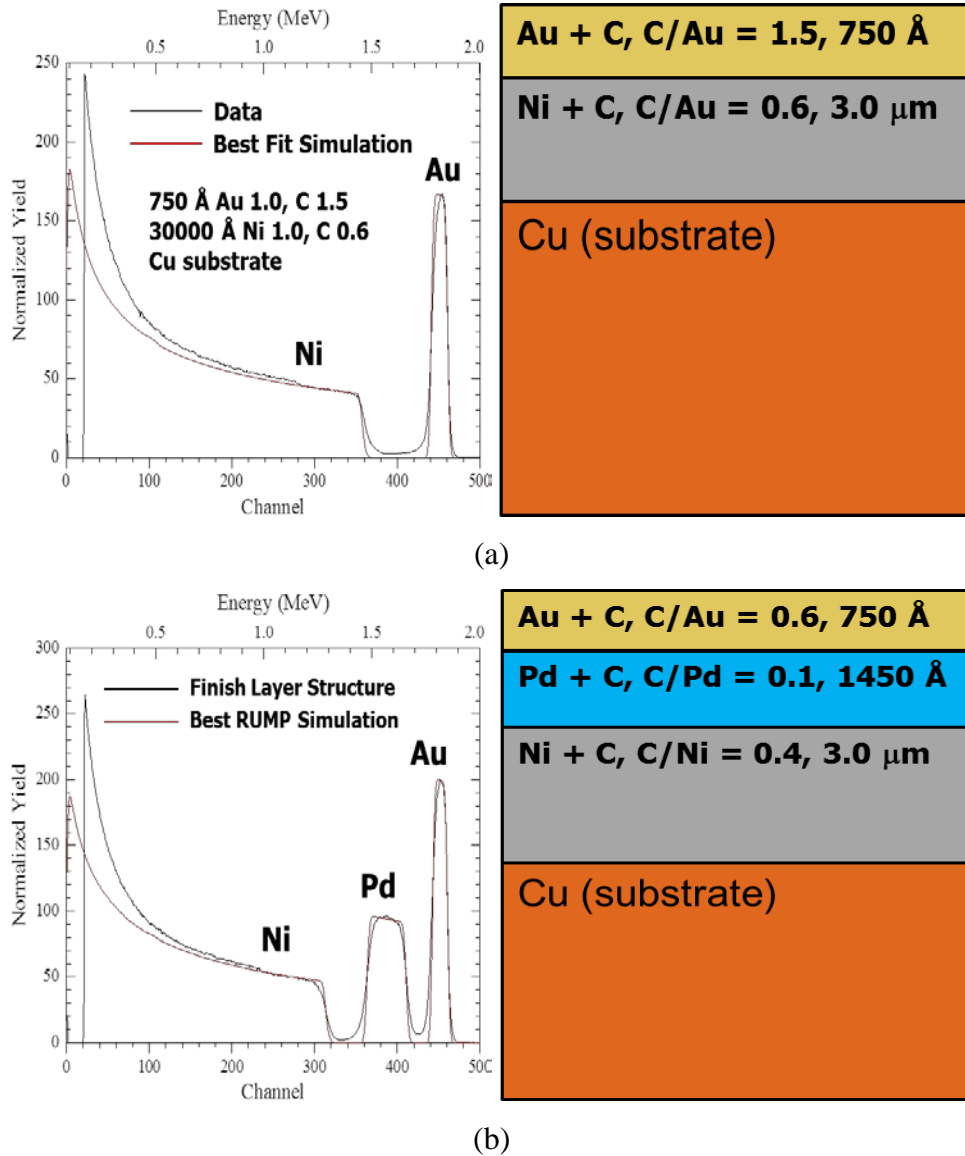 Energy (MeV)
0.5 1.0 1.5 2.0
250
200
150
100
50
0
Normalized Yield
Data
Best Fit Simulation
750 Å Au 1.0, C 1.5
30000 Å Ni 1.0, C 0.6
Cu substrate
Ni
Au
0 100 200 300 400 500
Channel
Au + C, C/Au = 1.5, 750 Å
Ni + C, C/Au = 0.6, 3.0 μm
Cu (substrate)
(a)
Energy (MeV)
0.5 1.0 1.5 2.0
300
250
200
150
100
50
0
Normalized Yield
Finish Layer Structure
Best RUMP Simulation
Au
Pd
Ni
0 100 200 300 400 500
Channel
Au + C, C/Au = 0.6, 750 Å
Pd + C, C/Pd = 0.1, 1450 Å
Ni + C, C/Ni = 0.4, 3.0 μm
Cu (substrate)
(b)